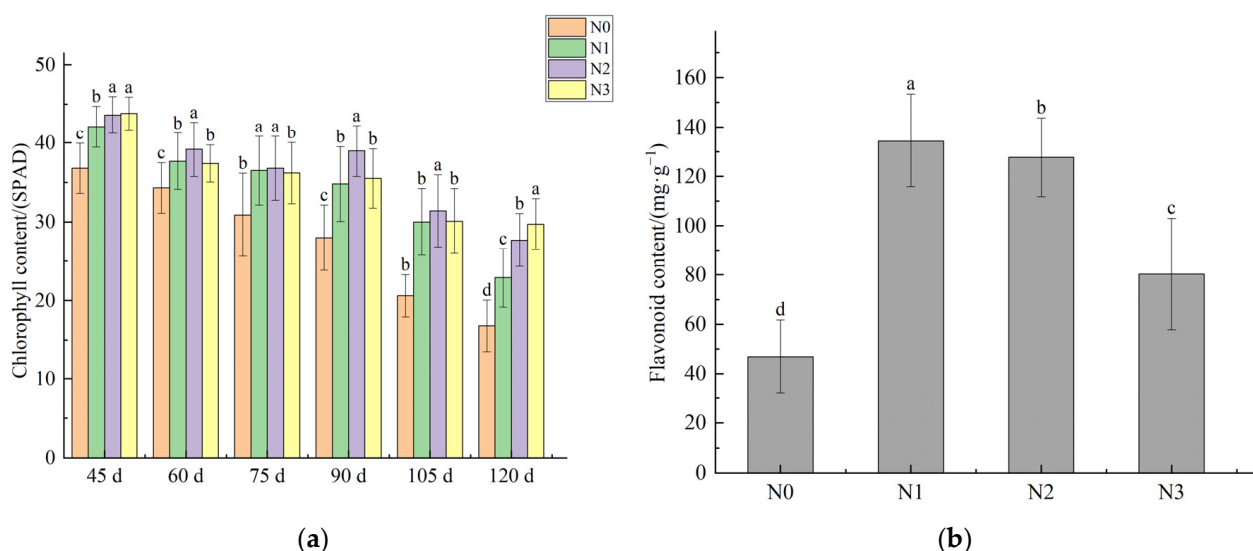 N0
N1
N2
N3
Chlorophyll content/(SPAD)
50
40
30
20
10
0
c b a a
c b a b
b a a b
c b a b
b b a b
d c b a
45 d 60 d 75 d 90 d 105 d 120 d
(a)
Flavonoid content/(mg·g⁻¹)
160
140
120
100
80
60
40
20
0
d a b c
N0 N1 N2 N3
(b)